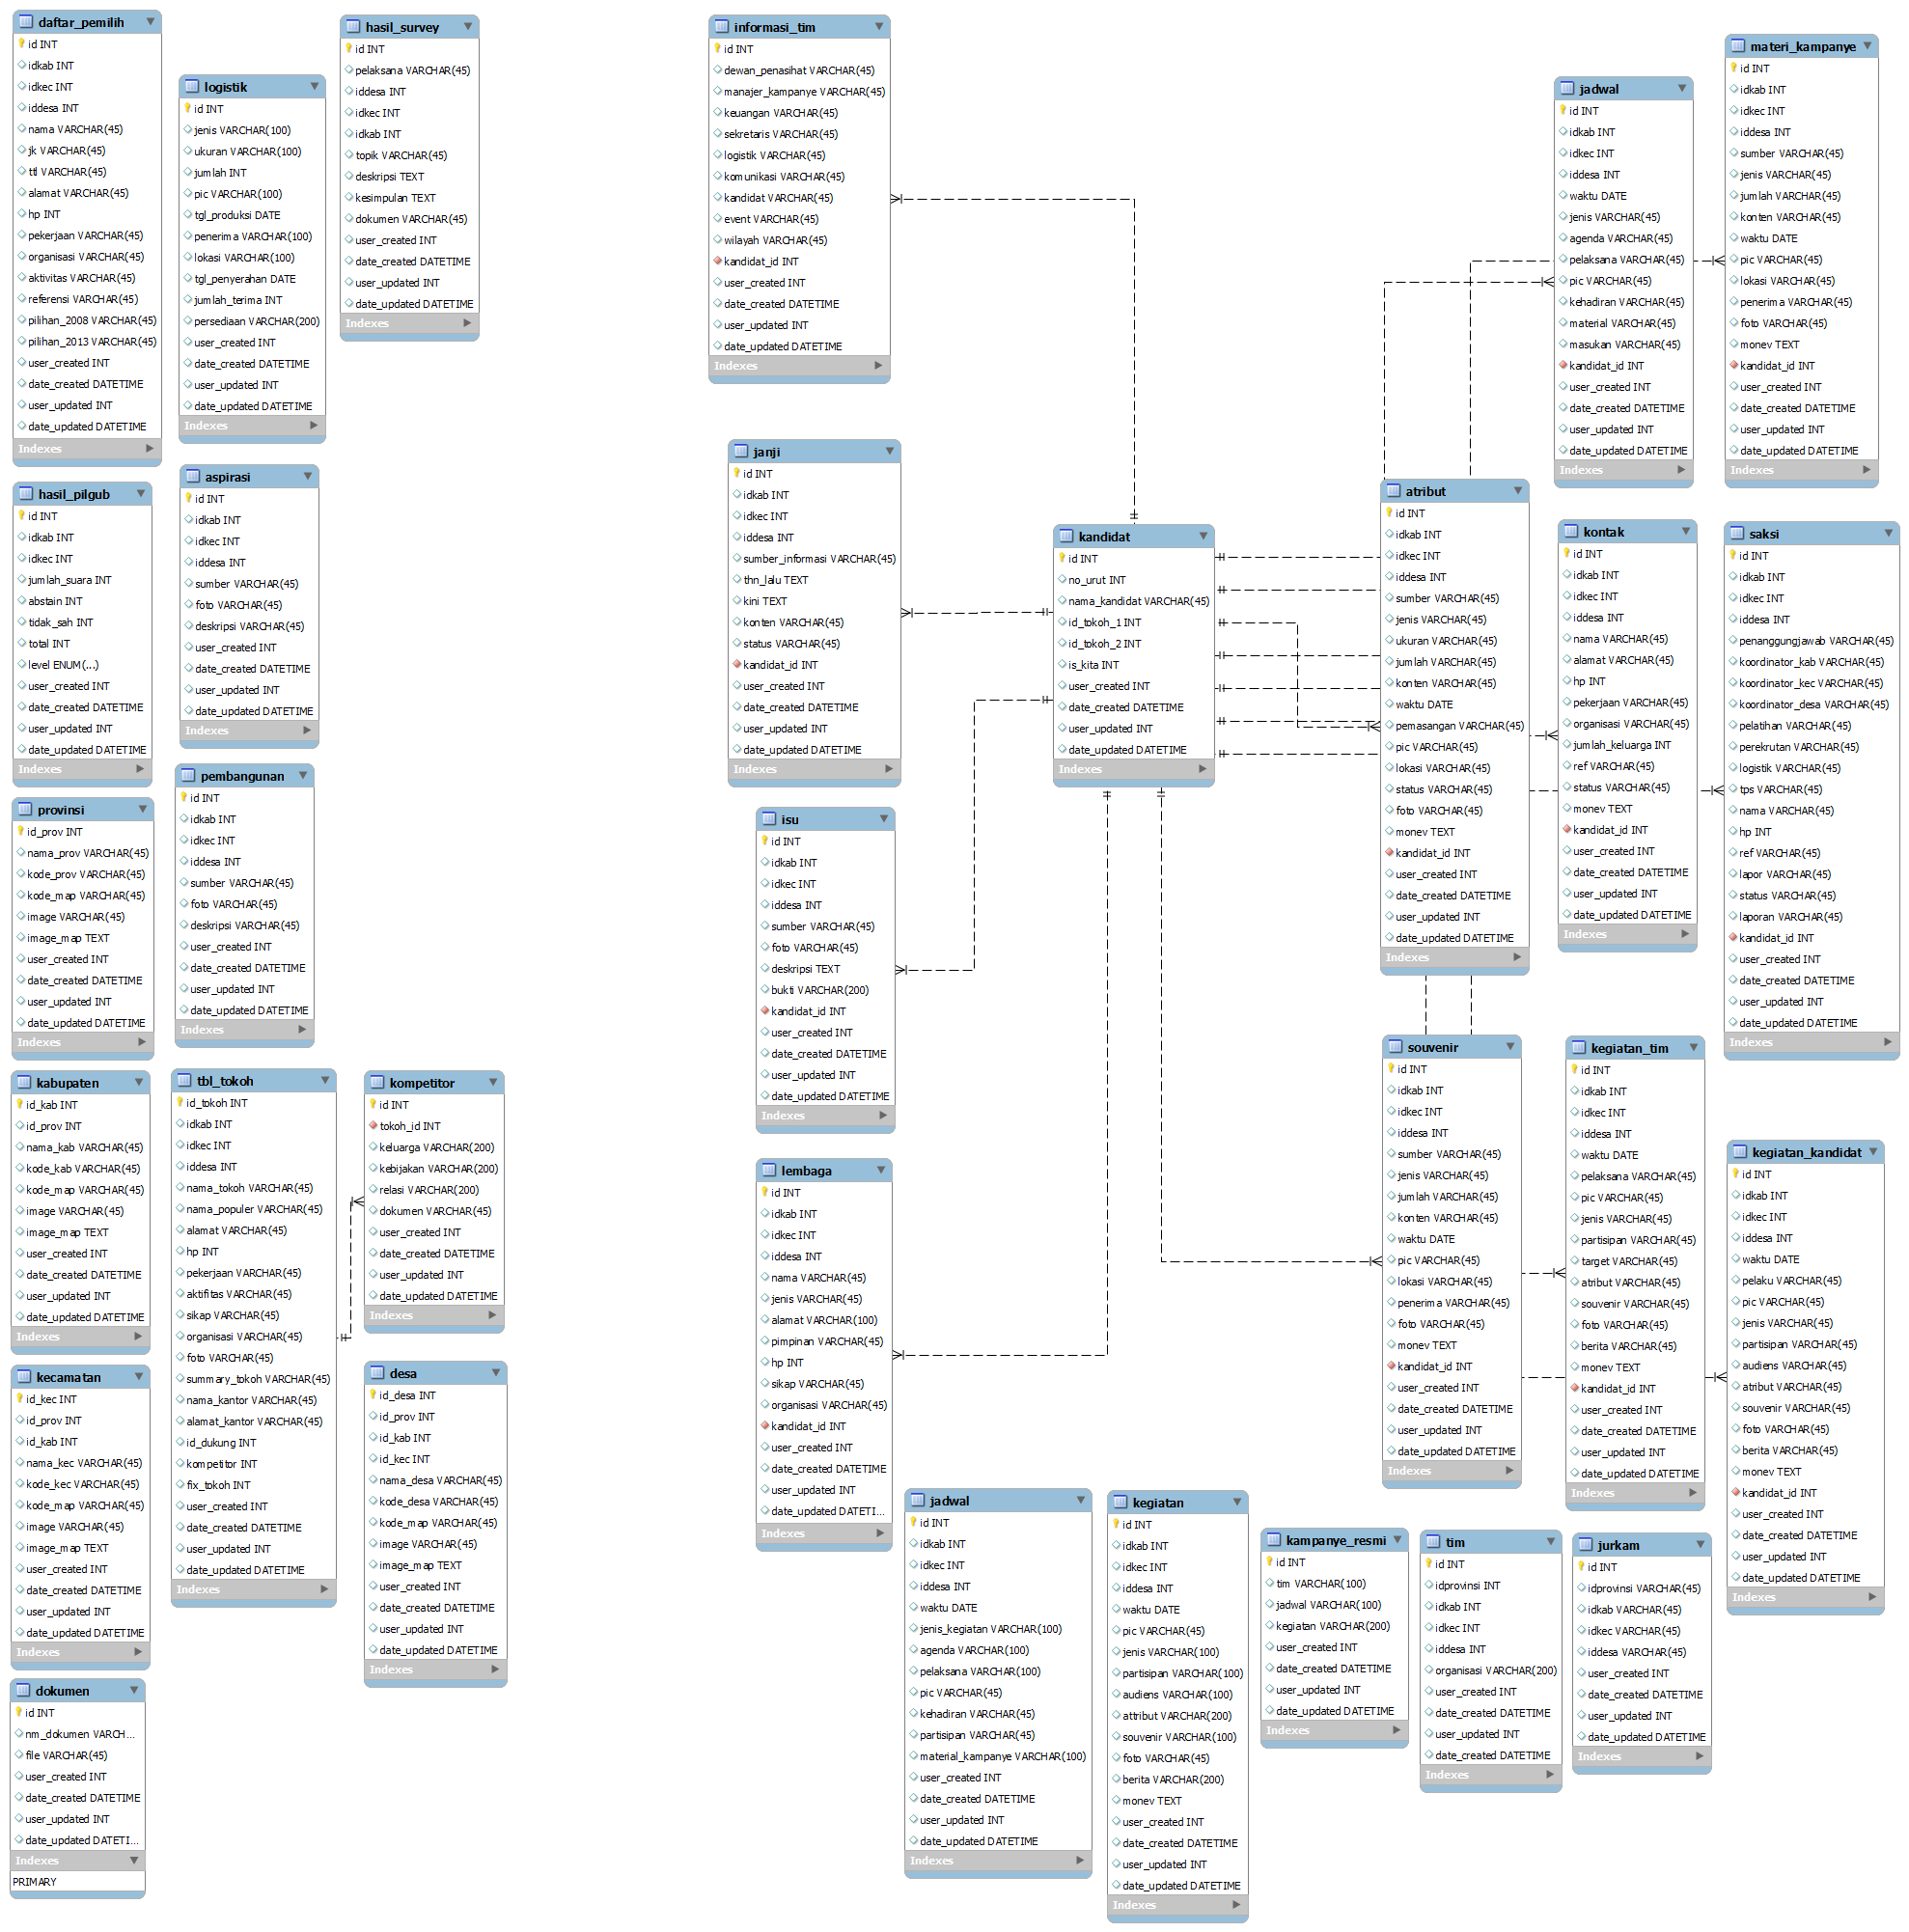 daftar_pemilih
id INT
idkab INT
idkec INT
iddesa INT
nama VARCHAR(45)
jk VARCHAR(45)
ttl VARCHAR(45)
alamat VARCHAR(45)
hp INT
pekerjaan VARCHAR(45)
organisasi VARCHAR(45)
aktivitas VARCHAR(45)
referensi VARCHAR(45)
pilihan_2008 VARCHAR(45)
pilihan_2013 VARCHAR(45)
user_created INT
date_created DATETIME
user_updated INT
date_updated DATETIME
Indexes
logistik
id INT
jenis VARCHAR(100)
ukuran VARCHAR(100)
jumlah INT
pic VARCHAR(100)
tgl_produksi DATE
penerima VARCHAR(100)
lokasi VARCHAR(100)
tgl_penyerahan DATE
jumlah_terima INT
persediaan VARCHAR(200)
user_created INT
date_created DATETIME
user_updated INT
date_updated DATETIME
Indexes
hasil_survey
id INT
pelaksana VARCHAR(45)
iddesa INT
idkec INT
idkab INT
topik VARCHAR(45)
deskripsi TEXT
kesimpulan TEXT
dokumen VARCHAR(45)
user_created INT
date_created DATETIME
user_updated INT
date_updated DATETIME
Indexes
informasi_tim
id INT
dewan_penasihat VARCHAR(45)
manajer_kampanye VARCHAR(45)
keuangan VARCHAR(45)
sekretaris VARCHAR(45)
logistik VARCHAR(45)
komunikasi VARCHAR(45)
kandidat VARCHAR(45)
event VARCHAR(45)
wilayah VARCHAR(45)
kandidat_id INT
user_created INT
date_created DATETIME
user_updated INT
date_updated DATETIME
Indexes
jadwal
id INT
idkab INT
idkec INT
iddesa INT
waktu DATE
jenis VARCHAR(45)
agenda VARCHAR(45)
pelaksana VARCHAR(45)
pic VARCHAR(45)
kehadiran VARCHAR(45)
material VARCHAR(45)
masukan VARCHAR(45)
kandidat_id INT
user_created INT
date_created DATETIME
user_updated INT
date_updated DATETIME
Indexes
materi_kampanye
id INT
idkab INT
idkec INT
iddesa INT
sumber VARCHAR(45)
jenis VARCHAR(45)
jumlah VARCHAR(45)
konten VARCHAR(45)
waktu DATE
pic VARCHAR(45)
lokasi VARCHAR(45)
penerima VARCHAR(45)
foto VARCHAR(45)
monev TEXT
kandidat_id INT
user_created INT
date_created DATETIME
user_updated INT
date_updated DATETIME
Indexes
hasil_pilgub
id INT
idkab INT
idkec INT
jumlah_suara INT
abstain INT
tidak_sah INT
total INT
level ENUM(...)
user_created INT
date_created DATETIME
user_updated INT
date_updated DATETIME
Indexes
aspirasi
id INT
idkab INT
idkec INT
iddesa INT
sumber VARCHAR(45)
foto VARCHAR(45)
deskripsi VARCHAR(45)
user_created INT
date_created DATETIME
user_updated INT
date_updated DATETIME
Indexes
janji
id INT
idkab INT
idkec INT
iddesa INT
sumber_informasi VARCHAR(45)
thn_lalu TEXT
kini TEXT
konten VARCHAR(45)
status VARCHAR(45)
kandidat_id INT
user_created INT
date_created DATETIME
user_updated INT
date_updated DATETIME
Indexes
kandidat
id INT
no_urut INT
nama_kandidat VARCHAR(45)
id_tokoh_1 INT
id_tokoh_2 INT
is_kita INT
user_created INT
date_created DATETIME
user_updated INT
date_updated DATETIME
Indexes
atribut
id INT
idkab INT
idkec INT
iddesa INT
sumber VARCHAR(45)
jenis VARCHAR(45)
ukuran VARCHAR(45)
jumlah VARCHAR(45)
konten VARCHAR(45)
waktu DATE
pemasangan VARCHAR(45)
pic VARCHAR(45)
lokasi VARCHAR(45)
status VARCHAR(45)
foto VARCHAR(45)
monev TEXT
kandidat_id INT
user_created INT
date_created DATETIME
user_updated INT
date_updated DATETIME
Indexes
kontak
id INT
idkab INT
idkec INT
iddesa INT
nama VARCHAR(45)
alamat VARCHAR(45)
hp INT
pekerjaan VARCHAR(45)
organisasi VARCHAR(45)
jumlah_keluarga INT
ref VARCHAR(45)
status VARCHAR(45)
monev TEXT
kandidat_id INT
user_created INT
date_created DATETIME
user_updated INT
date_updated DATETIME
Indexes
saksi
id INT
idkab INT
idkec INT
iddesa INT
penanggungjawab VARCHAR(45)
koordinator_kab VARCHAR(45)
koordinator_kec VARCHAR(45)
koordinator_desa VARCHAR(45)
pelatihan VARCHAR(45)
perekrutan VARCHAR(45)
logistik VARCHAR(45)
tps VARCHAR(45)
nama VARCHAR(45)
hp INT
ref VARCHAR(45)
lapor VARCHAR(45)
status VARCHAR(45)
laporan VARCHAR(45)
kandidat_id INT
user_created INT
date_created DATETIME
user_updated INT
date_updated DATETIME
Indexes
provinsi
id_prov INT
nama_prov VARCHAR(45)
kode_prov VARCHAR(45)
kode_map VARCHAR(45)
image VARCHAR(45)
image_map TEXT
user_created INT
date_created DATETIME
user_updated INT
date_updated DATETIME
Indexes
pembangunan
id INT
idkab INT
idkec INT
iddesa INT
sumber VARCHAR(45)
foto VARCHAR(45)
deskripsi VARCHAR(45)
user_created INT
date_created DATETIME
user_updated INT
date_updated DATETIME
Indexes
isu
id INT
idkab INT
idkec INT
iddesa INT
sumber VARCHAR(45)
foto VARCHAR(45)
deskripsi TEXT
bukti VARCHAR(200)
kandidat_id INT
user_created INT
date_created DATETIME
user_updated INT
date_updated DATETIME
Indexes
kabupaten
id_kab INT
id_prov INT
nama_kab VARCHAR(45)
kode_kab VARCHAR(45)
kode_map VARCHAR(45)
image VARCHAR(45)
image_map TEXT
user_created INT
date_created DATETIME
user_updated INT
date_updated DATETIME
Indexes
tbl_tokoh
id_tokoh INT
idkab INT
idkec INT
iddesa INT
nama_tokoh VARCHAR(45)
nama_populer VARCHAR(45)
alamat VARCHAR(45)
hp INT
pekerjaan VARCHAR(45)
aktifitas VARCHAR(45)
sikap VARCHAR(45)
organisasi VARCHAR(45)
foto VARCHAR(45)
summary_tokoh VARCHAR(45)
nama_kantor VARCHAR(45)
alamat_kantor VARCHAR(45)
id_dukung INT
kompetitor INT
fix_tokoh INT
user_created INT
date_created DATETIME
user_updated INT
date_updated DATETIME
Indexes
kompetitor
id INT
tokoh_id INT
keluarga VARCHAR(200)
kebijakan VARCHAR(200)
relasi VARCHAR(200)
dokumen VARCHAR(45)
user_created INT
date_created DATETIME
user_updated INT
date_updated DATETIME
Indexes
souvenir
id INT
idkab INT
idkec INT
iddesa INT
sumber VARCHAR(45)
jenis VARCHAR(45)
jumlah VARCHAR(45)
konten VARCHAR(45)
waktu DATE
pic VARCHAR(45)
lokasi VARCHAR(45)
penerima VARCHAR(45)
foto VARCHAR(45)
monev TEXT
kandidat_id INT
user_created INT
date_created DATETIME
user_updated INT
date_updated DATETIME
Indexes
kegiatan_tim
id INT
idkab INT
idkec INT
iddesa INT
waktu DATE
pelaksana VARCHAR(45)
pic VARCHAR(45)
jenis VARCHAR(45)
partisipan VARCHAR(45)
target VARCHAR(45)
atribut VARCHAR(45)
souvenir VARCHAR(45)
foto VARCHAR(45)
berita VARCHAR(45)
monev TEXT
kandidat_id INT
user_created INT
date_created DATETIME
user_updated INT
date_updated DATETIME
Indexes
kegiatan_kandidat
id INT
idkab INT
idkec INT
iddesa INT
waktu DATE
pelaku VARCHAR(45)
pic VARCHAR(45)
jenis VARCHAR(45)
partisipan VARCHAR(45)
audiens VARCHAR(45)
atribut VARCHAR(45)
souvenir VARCHAR(45)
foto VARCHAR(45)
berita VARCHAR(45)
monev TEXT
kandidat_id INT
user_created INT
date_created DATETIME
user_updated INT
date_updated DATETIME
Indexes
lembaga
id INT
idkab INT
idkec INT
iddesa INT
nama VARCHAR(45)
jenis VARCHAR(45)
alamat VARCHAR(100)
pimpinan VARCHAR(45)
hp INT
sikap VARCHAR(45)
organisasi VARCHAR(45)
kandidat_id INT
user_created INT
date_created DATETIME
user_updated INT
date_updated DATETI...
Indexes
kecamatan
id_kec INT
id_prov INT
id_kab INT
nama_kec VARCHAR(45)
kode_kec VARCHAR(45)
kode_map VARCHAR(45)
image VARCHAR(45)
image_map TEXT
user_created INT
date_created DATETIME
user_updated INT
date_updated DATETIME
Indexes
desa
id_desa INT
id_prov INT
id_kab INT
id_kec INT
nama_desa VARCHAR(45)
kode_desa VARCHAR(45)
kode_map VARCHAR(45)
image VARCHAR(45)
image_map TEXT
user_created INT
date_created DATETIME
user_updated INT
date_updated DATETIME
Indexes
jadwal
id INT
idkab INT
idkec INT
iddesa INT
waktu DATE
jenis_kegiatan VARCHAR(100)
agenda VARCHAR(100)
pelaksana VARCHAR(100)
pic VARCHAR(45)
kehadiran VARCHAR(45)
partisipan VARCHAR(45)
material_kampanye VARCHAR(100)
user_created INT
date_created DATETIME
user_updated INT
date_updated DATETIME
Indexes
kegiatan
id INT
idkab INT
idkec INT
iddesa INT
waktu DATE
pic VARCHAR(45)
jenis VARCHAR(100)
partisipan VARCHAR(100)
audiens VARCHAR(100)
attribut VARCHAR(200)
souvenir VARCHAR(100)
foto VARCHAR(45)
berita VARCHAR(200)
monev TEXT
user_created INT
date_created DATETIME
user_updated INT
date_updated DATETIME
Indexes
kampanye_resmi
id INT
tim VARCHAR(100)
jadwal VARCHAR(100)
kegiatan VARCHAR(200)
user_created INT
date_created DATETIME
user_updated INT
date_updated DATETIME
Indexes
tim
id INT
idprovinsi INT
idkab INT
idkec INT
iddesa INT
organisasi VARCHAR(200)
user_created INT
date_created DATETIME
user_updated INT
date_created DATETIME
Indexes
jurkam
id INT
idprovinsi VARCHAR(45)
idkab VARCHAR(45)
idkec VARCHAR(45)
iddesa VARCHAR(45)
user_created INT
date_created DATETIME
user_updated INT
date_updated DATETIME
Indexes
dokumen
id INT
nm_dokumen VARCH...
file VARCHAR(45)
user_created INT
date_created DATETIME
user_updated INT
date_updated DATETI...
Indexes
PRIMARY